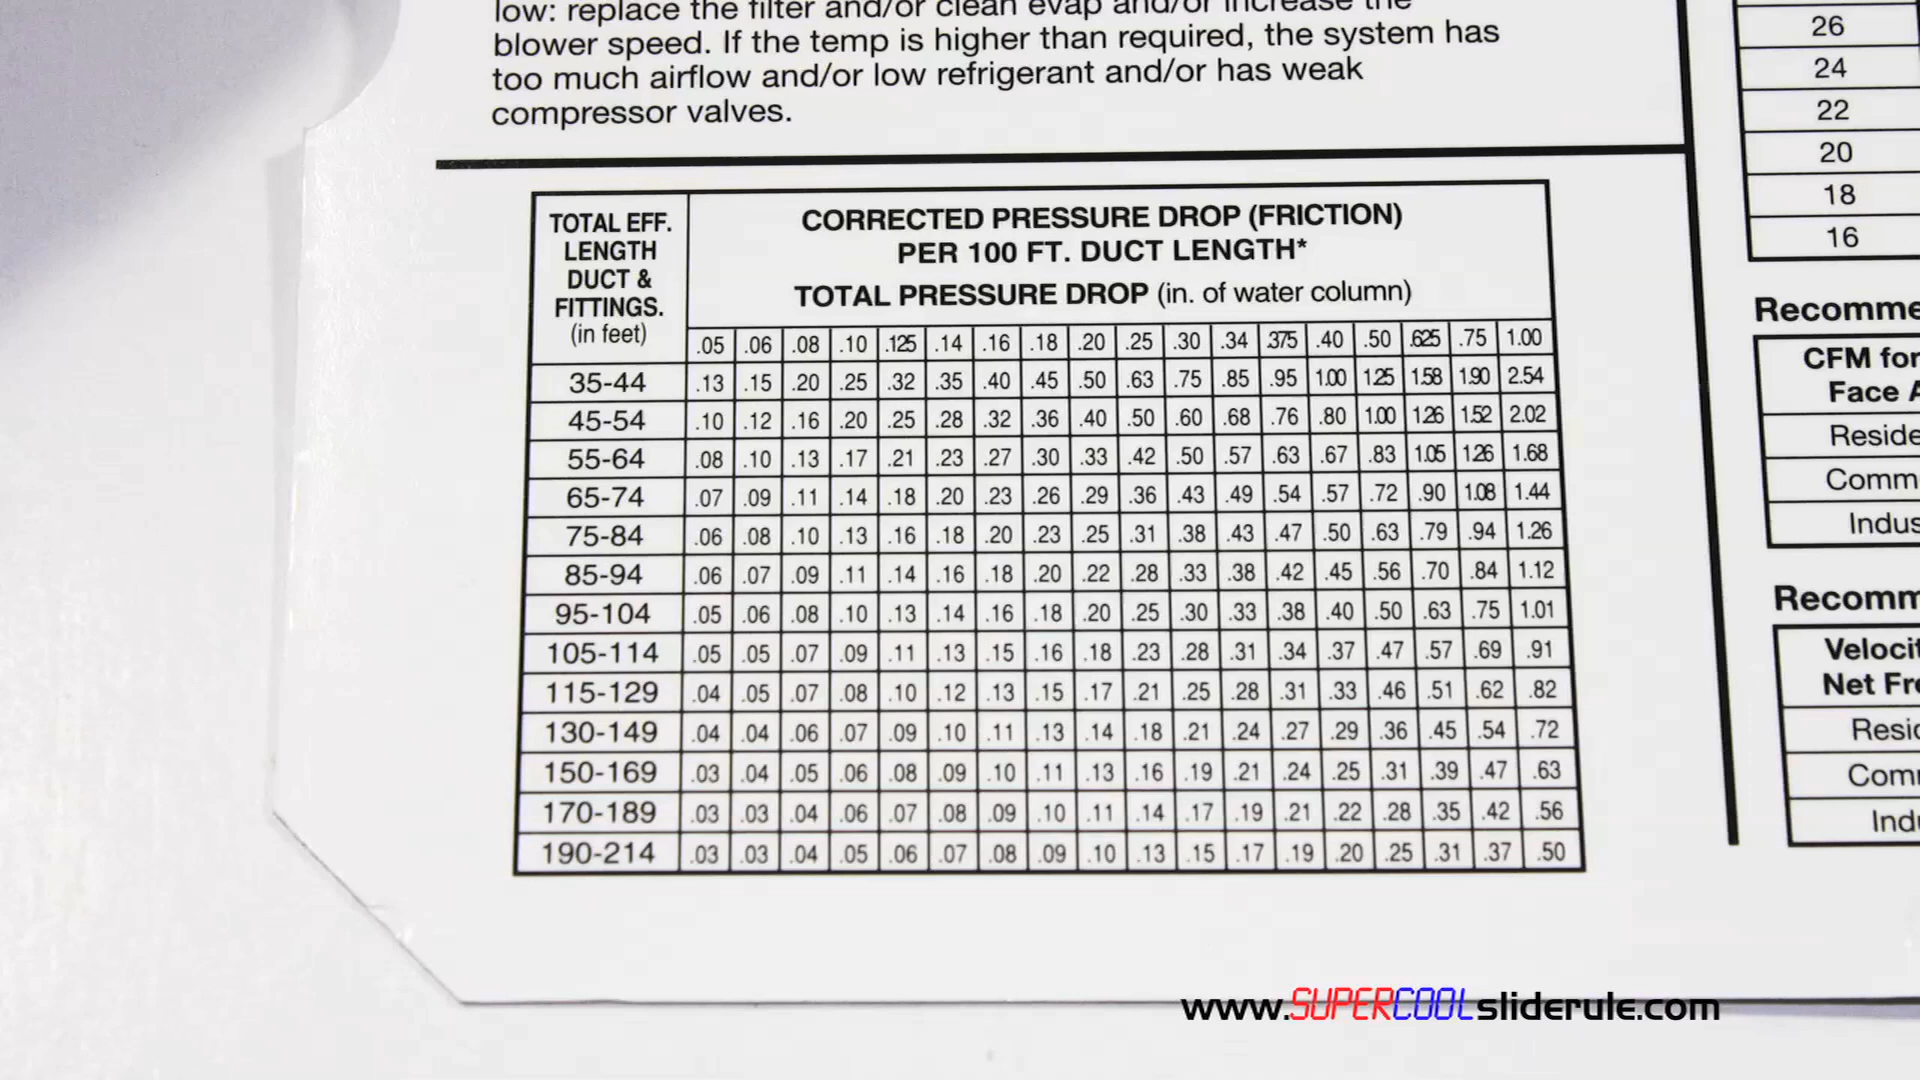 low: replace the filter and/or clean evap and/or increase the
blower speed. If the temp is higher than required, the system has
too much airflow and/or low refrigerant and/or has weak
compressor valves.
TOTAL EFF.
LENGTH
DUCT &
FITTINGS.
(in feet)
CORRECTED PRESSURE DROP (FRICTION)
PER 100 FT. DUCT LENGTH*
TOTAL PRESSURE DROP (in. of water column)
.05 .06 .08 .10 .125 .14 .16 .18 .20 .25 .30 .34 .375 .40 .50 .625 .75 1.00
35-44 .13 .15 .20 .25 .32 .35 .40 .45 .50 .63 .75 .85 .95 1.00 1.25 1.58 1.90 2.54
45-54 .10 .12 .16 .20 .25 .28 .32 .36 .40 .50 .60 .68 .76 .80 1.00 1.26 1.52 2.02
55-64 .08 .10 .13 .17 .21 .23 .27 .30 .33 .42 .50 .57 .63 .67 .83 1.05 1.26 1.68
65-74 .07 .09 .11 .14 .18 .20 .23 .26 .29 .36 .43 .49 .54 .57 .72 .90 1.08 1.44
75-84 .06 .08 .10 .13 .16 .18 .20 .23 .25 .31 .38 .43 .47 .50 .63 .79 .94 1.26
85-94 .06 .07 .09 .11 .14 .16 .18 .20 .22 .28 .33 .38 .42 .45 .56 .70 .84 1.12
95-104 .05 .06 .08 .10 .13 .14 .16 .18 .20 .25 .30 .33 .38 .40 .50 .63 .75 1.01
105-114 .05 .05 .07 .09 .11 .13 .15 .16 .18 .23 .28 .31 .34 .37 .47 .57 .69 .91
115-129 .04 .05 .07 .08 .10 .12 .13 .15 .17 .21 .25 .28 .31 .33 .46 .51 .62 .82
130-149 .04 .04 .06 .07 .09 .10 .11 .13 .14 .18 .21 .24 .27 .29 .36 .45 .54 .72
150-169 .03 .04 .05 .06 .08 .09 .10 .11 .13 .16 .19 .21 .24 .25 .31 .39 .47 .63
170-189 .03 .03 .04 .06 .07 .08 .09 .10 .11 .14 .17 .19 .21 .22 .28 .35 .42 .56
190-214 .03 .03 .04 .05 .06 .07 .08 .09 .10 .13 .15 .17 .19 .20 .25 .31 .37 .50
26
24
22
20
18
16
Recomme
CFM for
Face A
Reside
Comm
Indus
Recomm
Velocit
Net Fre
Resid
Comm
Indu
www.SUPERCOOLsliderule.com